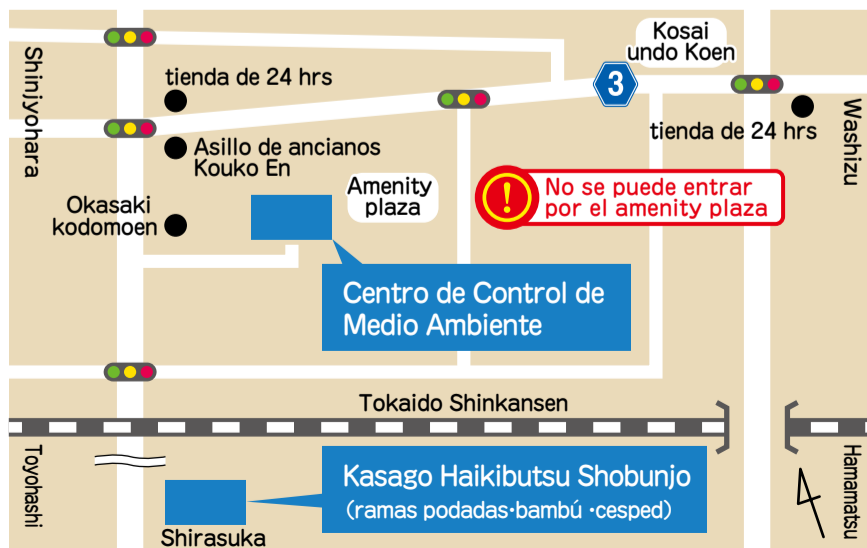 Kosai
undo Koen
Shinjyohara
tienda de 24 hrs
3
tienda de 24 hrs
Washizu
Asillo de ancianos
Kouko En
Amenity
plaza
No se puede entrar
por el amenity plaza
Okasaki
kodomoen
Centro de Control de
Medio Ambiente
Tokaido Shinkansen
Toyohashi
Hamamatsu
Kasago Haikibutsu Shobunjo
(ramas podadas・bambú・cesped)
Shirasuka